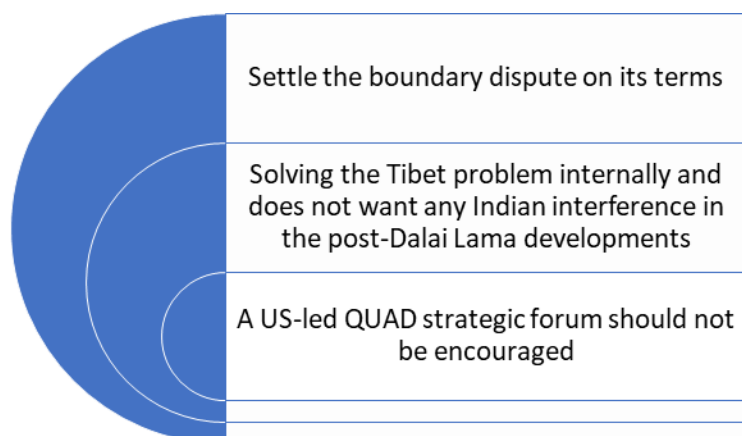 Settle the boundary dispute on its terms
Solving the Tibet problem internally and
does not want any Indian interference in
the post-Dalai Lama developments
A US-led QUAD strategic forum should not
be encouraged